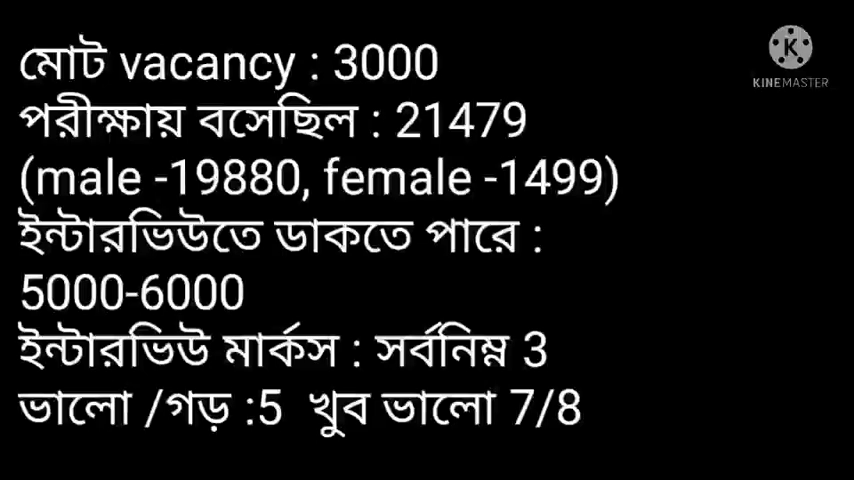 মোট vacancy : 3000
পরীক্ষায় বসেছিল : 21479
(male -19880, female -1499)
ইন্টারভিউতে ডাকতে পারে :
5000-6000
ইন্টারভিউ মার্কস : সর্বনিম্ন 3
ভালো /গড় :5 খুব ভালো 7/8
K
KINEMASTER